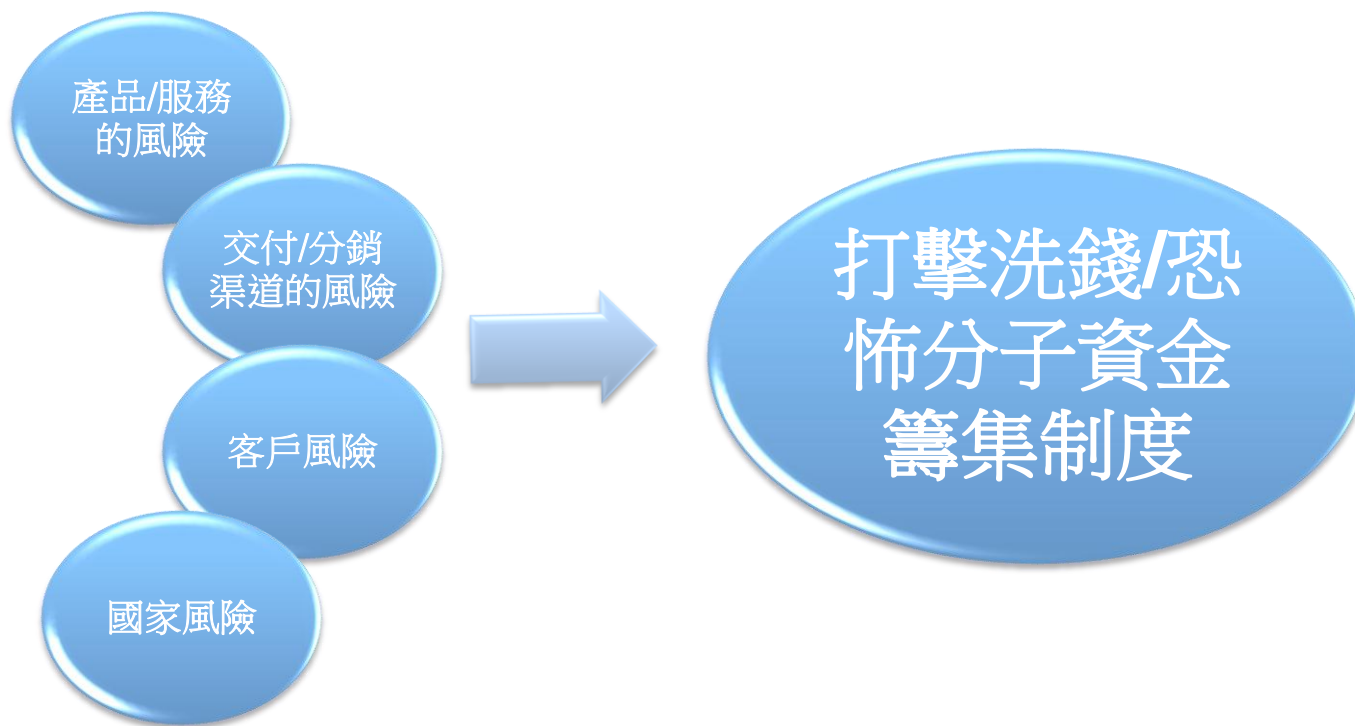 產品/服務
的風險
交付/分銷
渠道的風險
客戶風險
國家風險
打擊洗錢/恐
怖分子資金
籌集制度